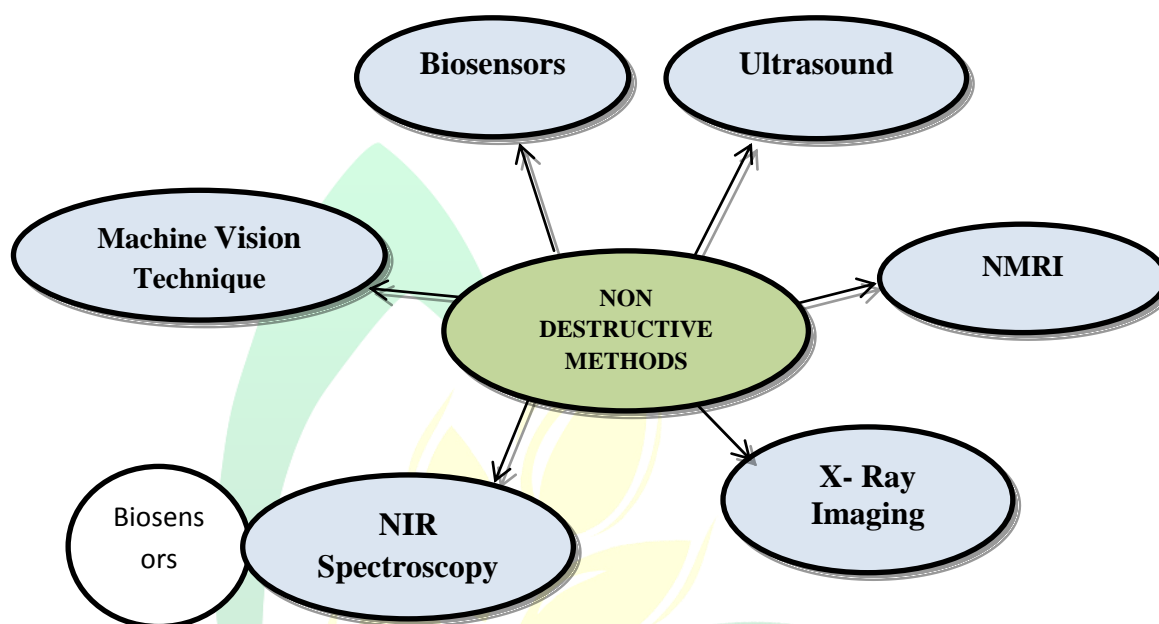 Biosensors
Ultrasound
Machine Vision
Technique
NMRI
NON
DESTRUCTIVE
METHODS
X- Ray
Imaging
Biosens
ors
NIR
Spectroscopy